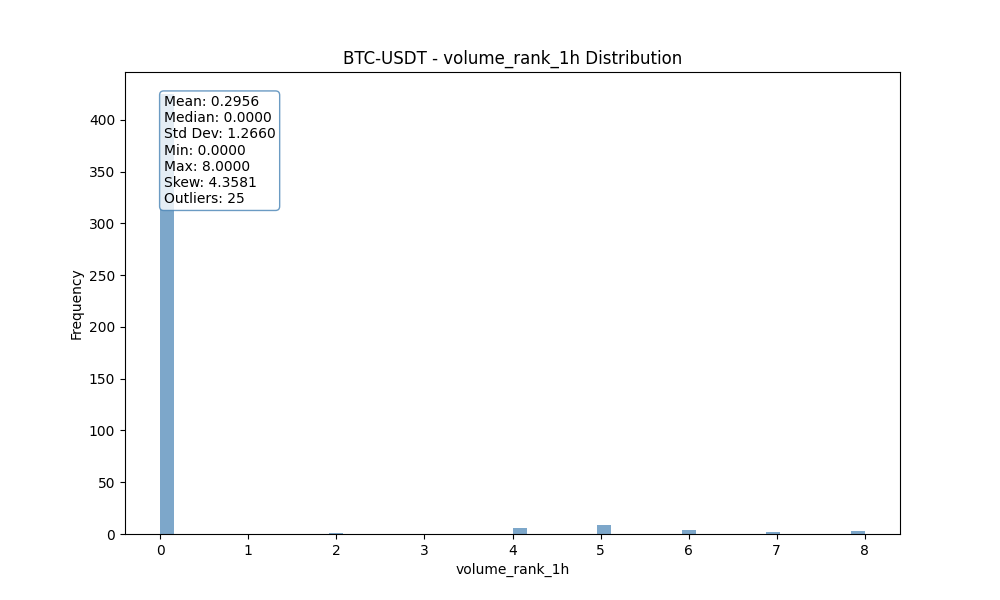 BTC-USDT - volume_rank_1h Distribution
Mean: 0.2956
Median: 0.0000
Std Dev: 1.2660
Min: 0.0000
Max: 8.0000
Skew: 4.3581
Outliers: 25
400
350
300
250
200
150
100
50
0
Frequency
0 1 2 3 4 5 6 7 8
volume_rank_1h